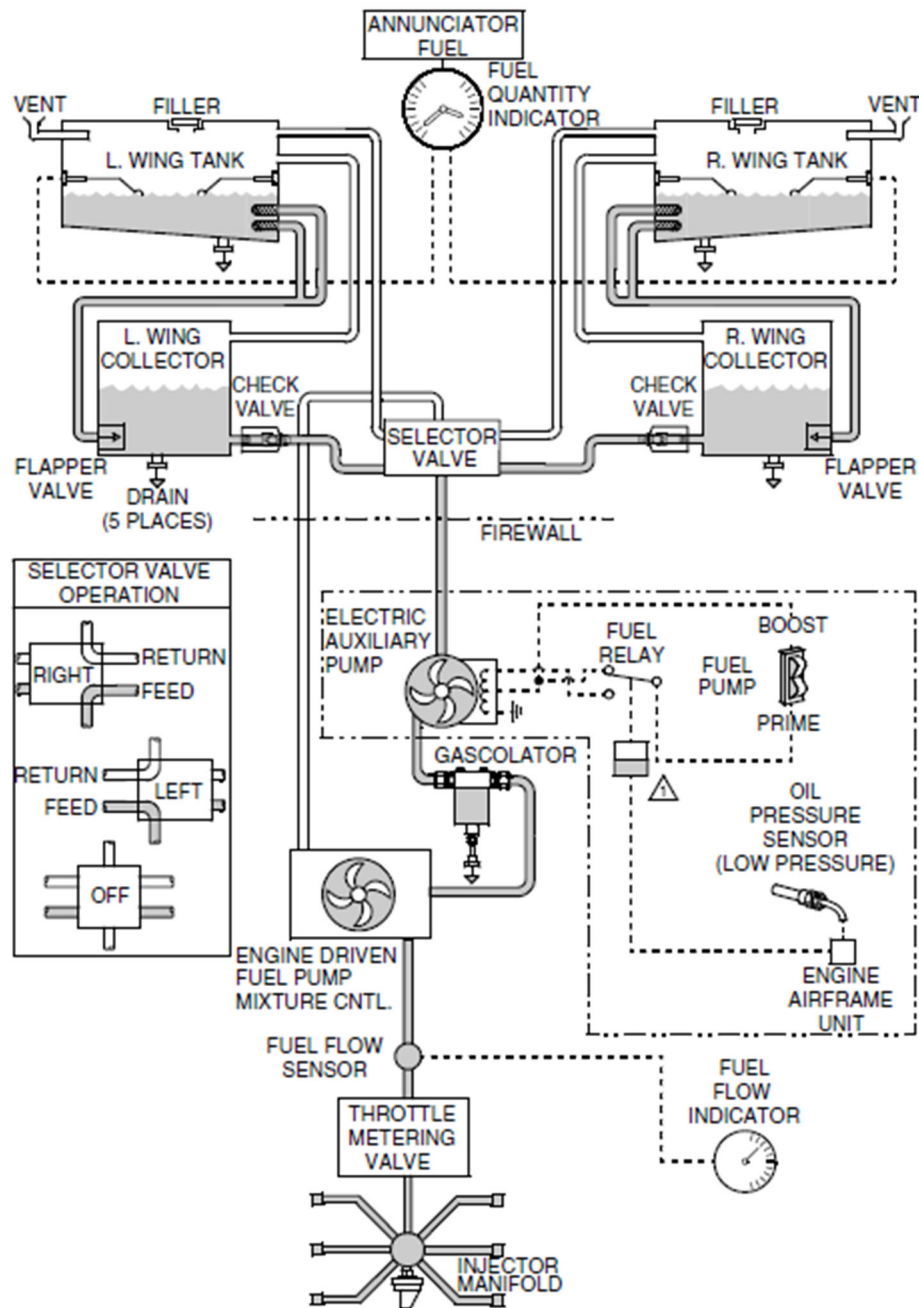 ANNUNCIATOR
FUEL
FUEL
QUANTITY
INDICATOR
VENT
FILLER
L. WING TANK
FILLER
VENT
R. WING TANK
L. WING
COLLECTOR
CHECK
VALVE
SELECTOR
VALVE
CHECK
VALVE
R. WING
COLLECTOR
FLAPPER
VALVE
DRAIN
(5 PLACES)
FLAPPER
VALVE
FIREWALL
SELECTOR VALVE
OPERATION
RIGHT
RETURN
FEED
RETURN
FEED
LEFT
OFF
ELECTRIC
AUXILIARY
PUMP
FUEL
RELAY
BOOST
FUEL
PUMP
PRIME
1
GASCOLATOR
OIL
PRESSURE
SENSOR
(LOW PRESSURE)
ENGINE
AIRFRAME
UNIT
ENGINE DRIVEN
FUEL PUMP
MIXTURE CNTL.
FUEL FLOW
SENSOR
FUEL
FLOW
INDICATOR
THROTTLE
METERING
VALVE
INJECTOR
MANIFOLD